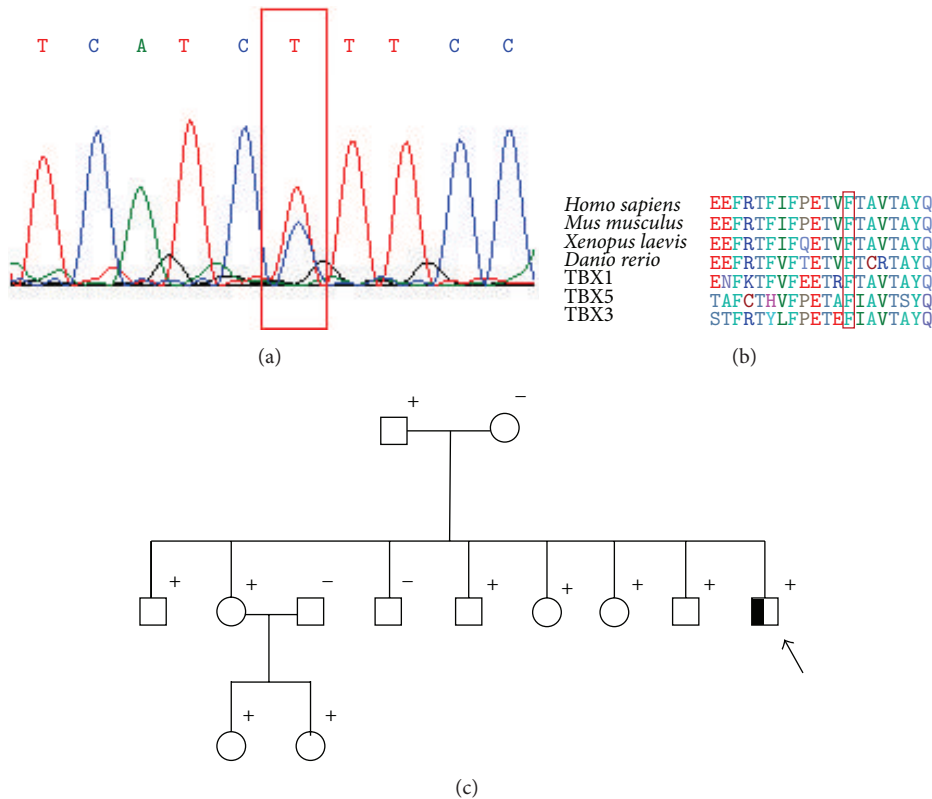 T C A T C T T T C C
(a)
Homo sapiens EEFRTFIFPETVFTAVTAYQ
Mus musculus EEFRTFIFPETVFTAVTAYQ
Xenopus laevis EEFRTFIFQETVFTAVTAYQ
Danio rerio EEFRTFVFTETVFTCRTAYQ
TBX1 ENFKTFVFEETRFTAVTAYQ
TBX5 TAFCTHVFPETAFIAVTSYQ
TBX3 STFRTYLFPETEFIAVTAYQ
(b)
+ −
+ + − − + + + + +
+ +
(c)